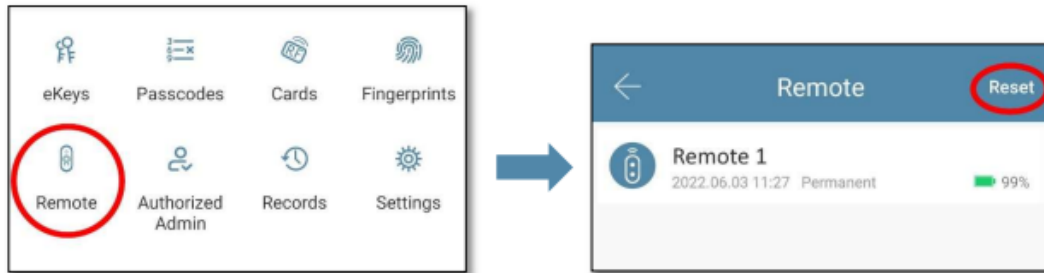 eKeys
Passcodes
Cards
Fingerprints
Remote
Authorized
Admin
Records
Settings
Remote
Reset
Remote 1
2022.06.03 11:27 Permanent
99%